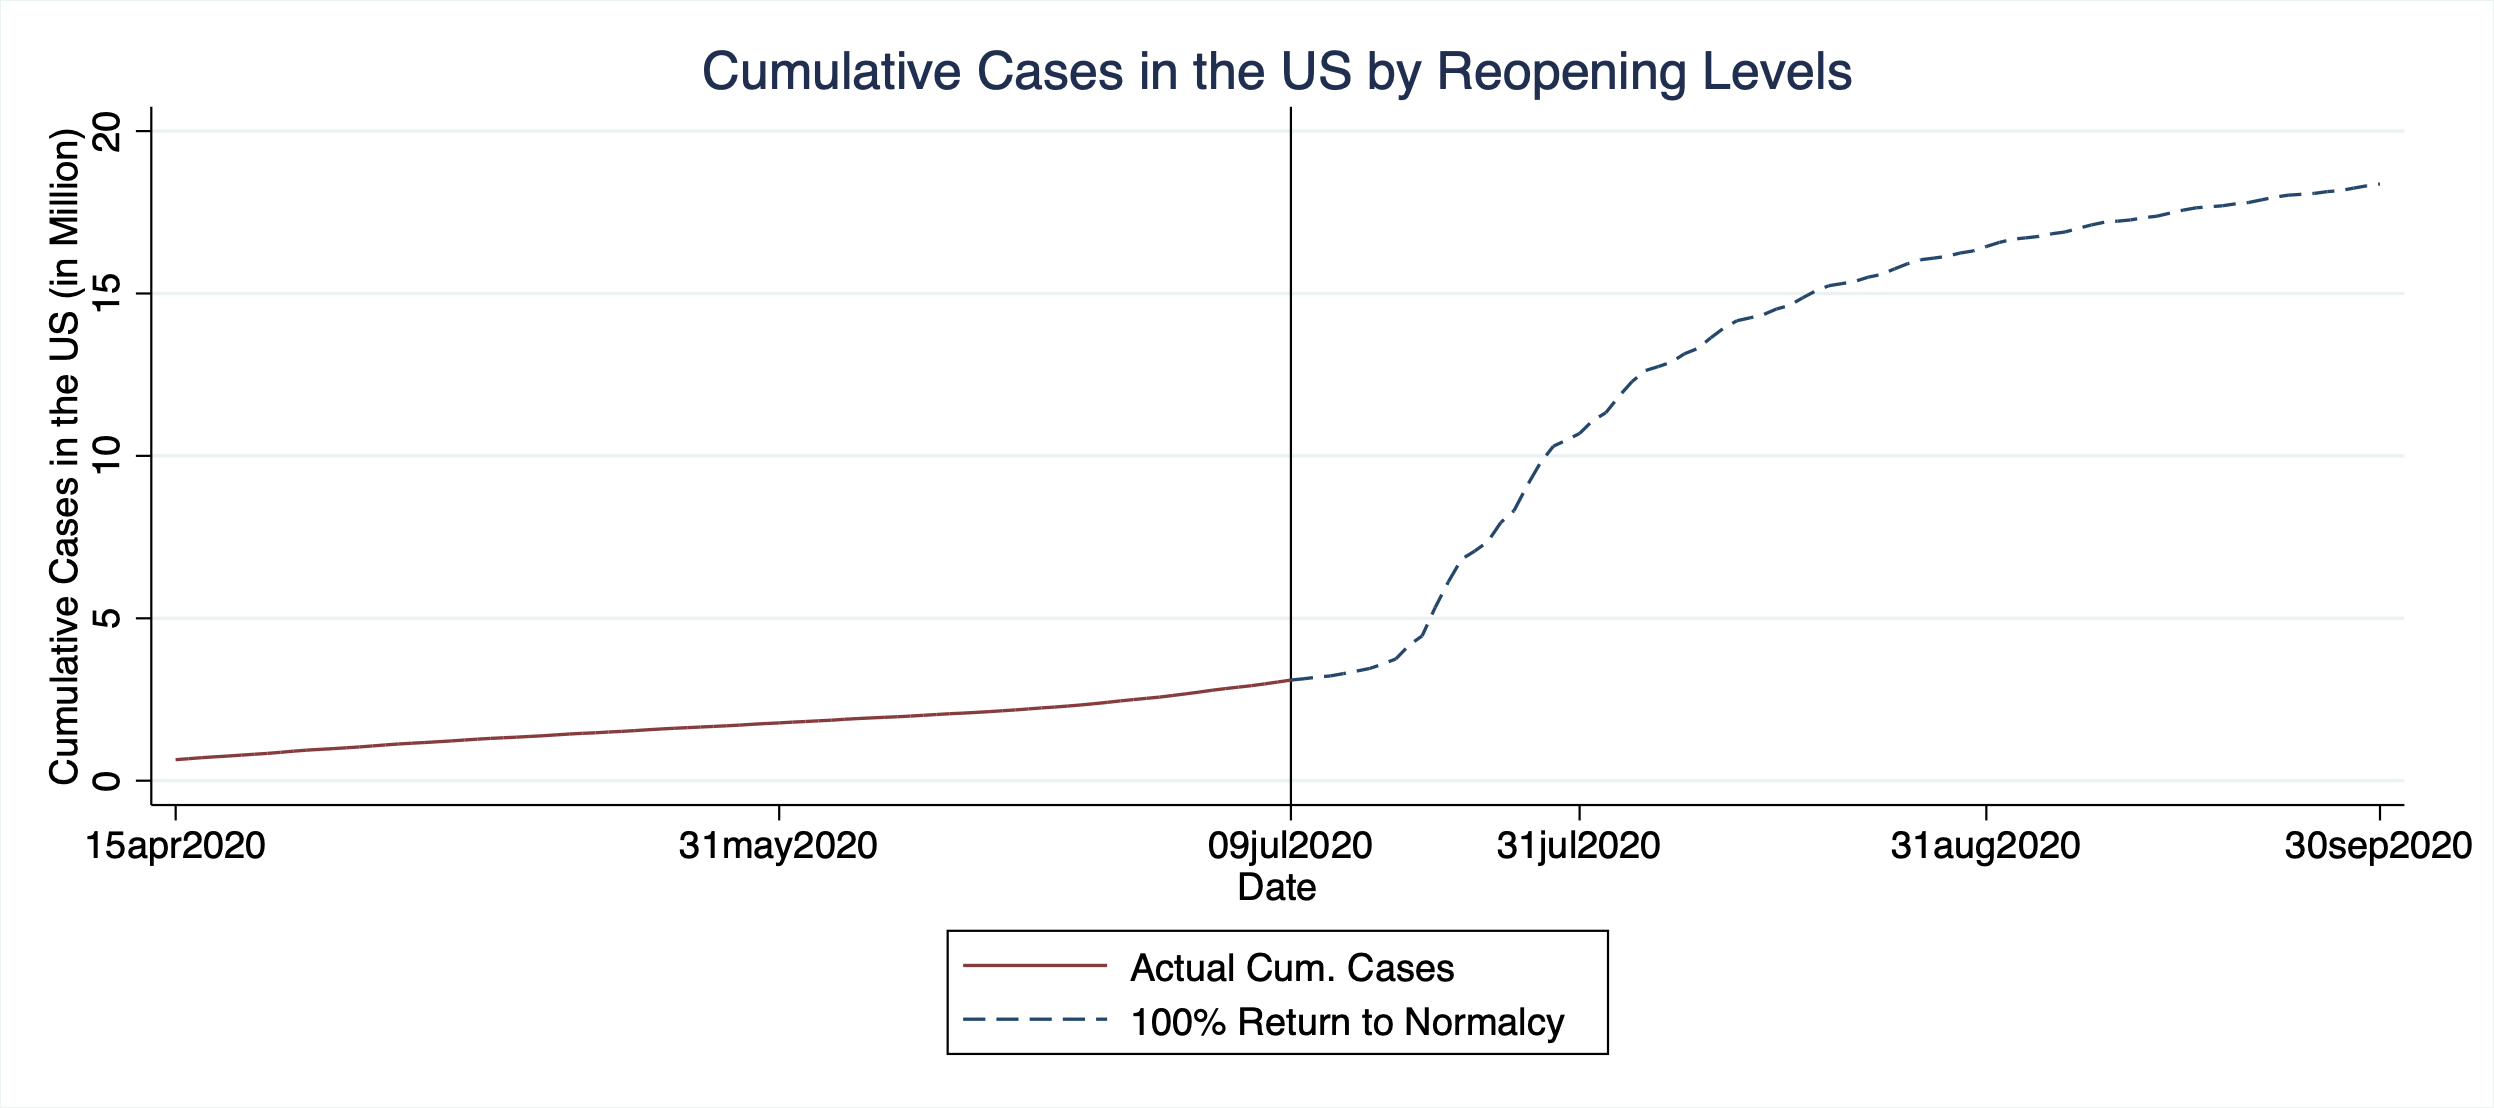 Cumulative Cases in the US by Reopening Levels
Cumulative Cases in the US (in Million)
20
15
10
5
0
15apr2020 31may2020 09jul2020 31jul2020 31aug2020 30sep2020
Date
Actual Cum. Cases
100% Return to Normalcy